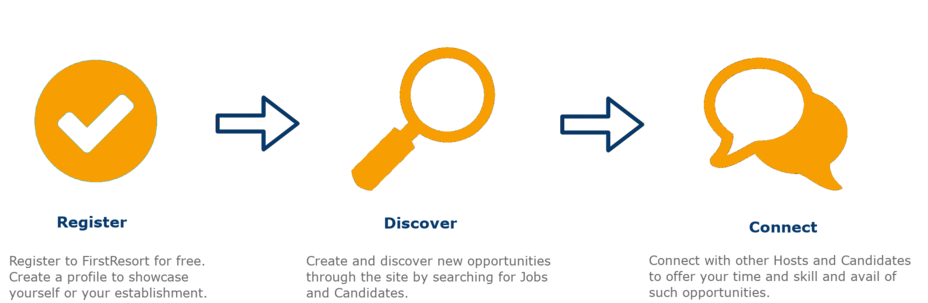 Register
Register to FirstResort for free.
Create a profile to showcase
yourself or your establishment.
Discover
Create and discover new opportunities
through the site by searching for Jobs
and Candidates.
Connect
Connect with other Hosts and Candidates
to offer your time and skill and avail of
such opportunities.